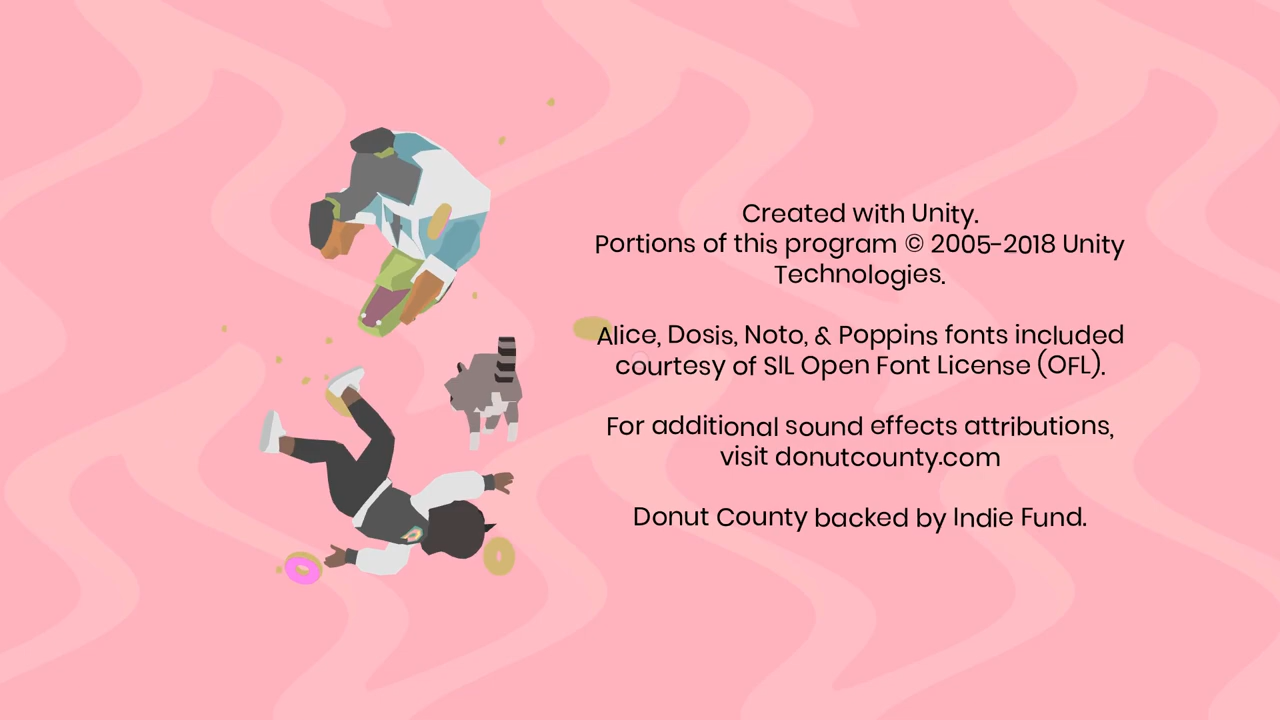 Created with Unity.
Portions of this program © 2005-2018 Unity
Technologies.
Alice, Dosis, Noto, & Poppins fonts included
courtesy of SIL Open Font License (OFL).
For additional sound effects attributions,
visit donutcounty.com
Donut County backed by Indie Fund.